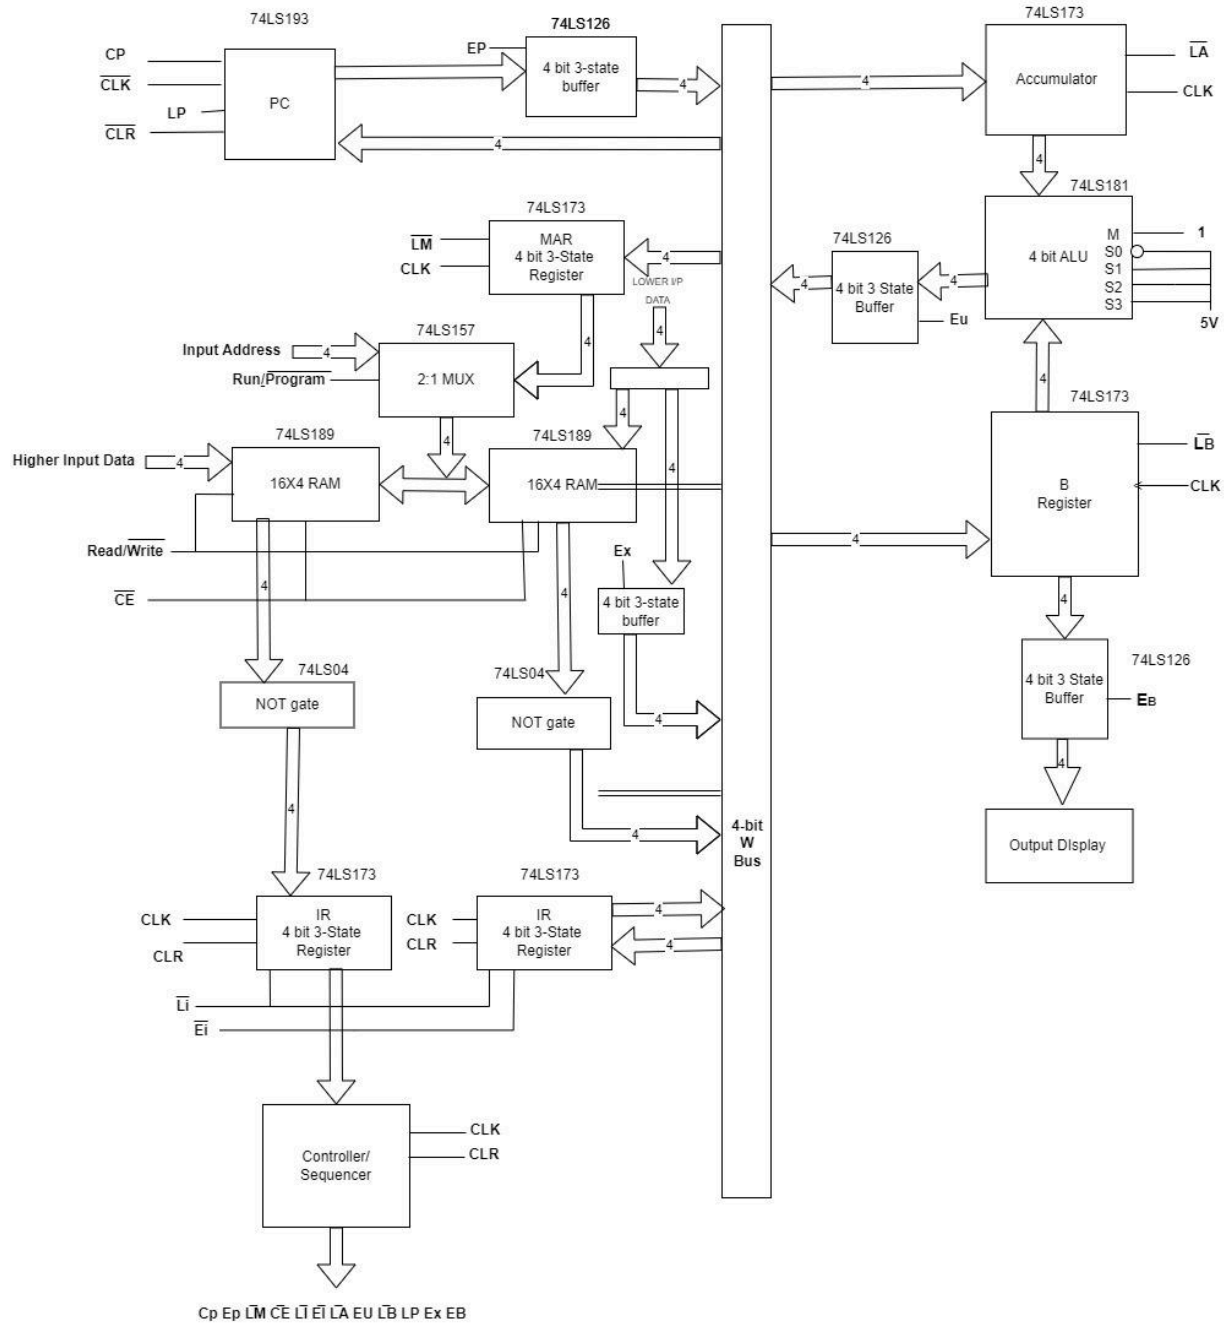 74LS193
74LS126
74LS173
CP
CLK
LP
CLR
PC
EP
4 bit 3-state
buffer
4
4
4
Accumulator
LA
CLK
4
74LS181
4 bit ALU
M
S0
S1
S2
S3
1
5V
74LS173
LM
CLK
MAR
4 bit 3-State
Register
4
LOWER I/P
DATA
4
74LS126
4
4 bit 3 State
Buffer
4
Eu
74LS157
Input Address
4
Run/Program
2:1 MUX
4
4
4
74LS173
B
Register
LB
CLK
4
74LS189
Higher Input Data
4
16X4 RAM
4
74LS189
16X4 RAM
4
4
Read/Write
CE
4
4
Ex
4 bit 3-state
buffer
4
4
74LS126
4 bit 3 State
Buffer
EB
4
Output DIsplay
74LS04
NOT gate
74LS04
NOT gate
4
4
4-bit
W
Bus
74LS173
CLK
CLR
IR
4 bit 3-State
Register
74LS173
CLK
CLR
IR
4 bit 3-State
Register
4
4
Li
Ei
Controller/
Sequencer
CLK
CLR
Cp Ep LM CE LI EI LA EU LB LP Ex EB